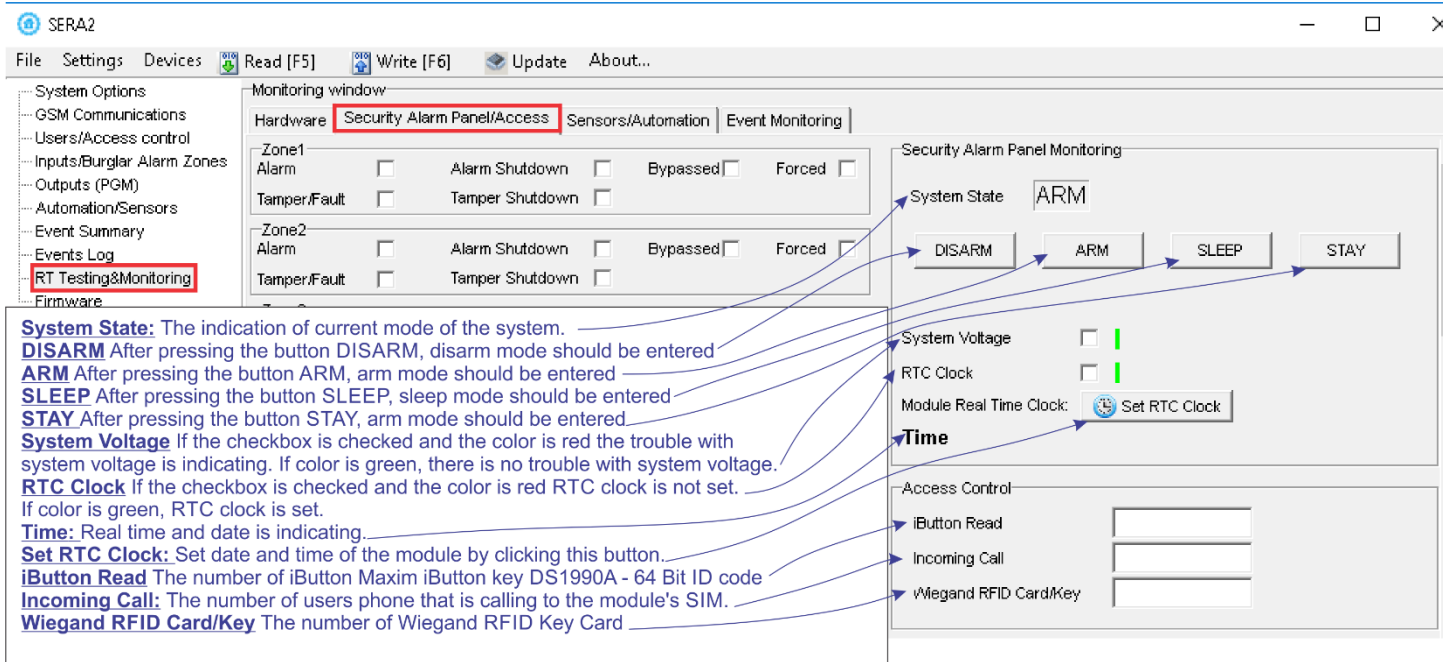 SERA2
File Settings Devices Read [F5] Write [F6] Update About...
System Options
GSM Communications
Users/Access control
Inputs/Burglar Alarm Zones
Outputs (PGM)
Automation/Sensors
Event Summary
Events Log
RT Testing&Monitoring
Firmware
Monitoring window
Hardware Security Alarm Panel/Access Sensors/Automation Event Monitoring
Zone1
Alarm Alarm Shutdown Bypassed Forced
Tamper/Fault Tamper Shutdown
Zone2
Alarm Alarm Shutdown Bypassed Forced
Tamper/Fault Tamper Shutdown
System State: The indication of current mode of the system.
DISARM After pressing the button DISARM, disarm mode should be entered
ARM After pressing the button ARM, arm mode should be entered
SLEEP After pressing the button SLEEP, sleep mode should be entered
STAY After pressing the button STAY, arm mode should be entered
System Voltage If the checkbox is checked and the color is red the trouble with
system voltage is indicating. If color is green, there is no trouble with system voltage.
RTC Clock If the checkbox is checked and the color is red RTC clock is not set.
If color is green, RTC clock is set.
Time: Real time and date is indicating.
Set RTC Clock: Set date and time of the module by clicking this button.
iButton Read The number of iButton Maxim iButton key DS1990A - 64 Bit ID code
Incoming Call: The number of users phone that is calling to the module's SIM.
Wiegand RFID Card/Key The number of Wiegand RFID Key Card
Security Alarm Panel Monitoring
System State ARM
DISARM ARM SLEEP STAY
System Voltage
RTC Clock
Module Real Time Clock: Set RTC Clock
Time
Access Control
iButton Read
Incoming Call
Wiegand RFID Card/Key